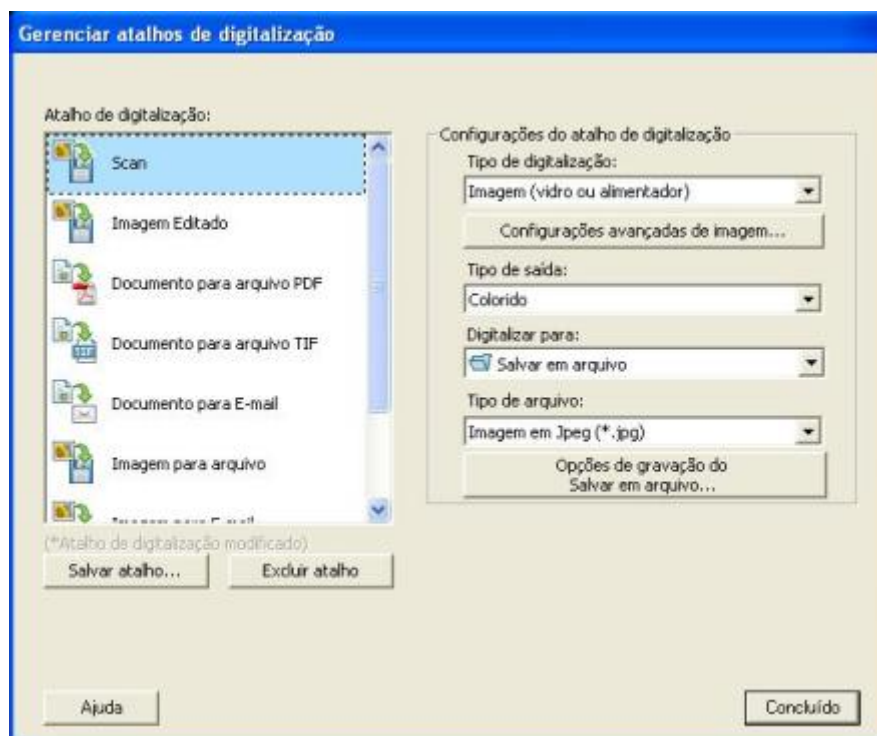 Gerenciar atalhos de digitalização
Atalho de digitalização:
Scan
Imagem Editado
Documento para arquivo PDF
Documento para arquivo TIF
Documento para E-mail
Imagem para arquivo
Imagem para E-mail
(*Atalho de digitalização modificado)
Salvar atalho...
Excluir atalho
Configurações do atalho de digitalização
Tipo de digitalização:
Imagem (vidro ou alimentador)
Configurações avançadas de imagem...
Tipo de saída:
Colorido
Digitalizar para:
Salvar em arquivo
Tipo de arquivo:
Imagem em Jpeg (*.jpg)
Opções de gravação do
Salvar em arquivo...
Ajuda
Concluído